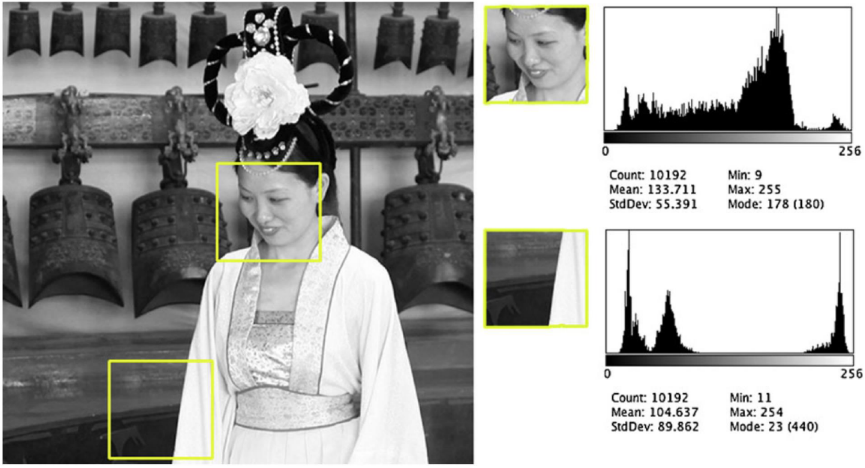 0 256
Count: 10192 Min: 9
Mean: 133.711 Max: 255
StdDev: 55.391 Mode: 178 (180)
0 256
Count: 10192 Min: 11
Mean: 104.637 Max: 254
StdDev: 89.862 Mode: 23 (440)